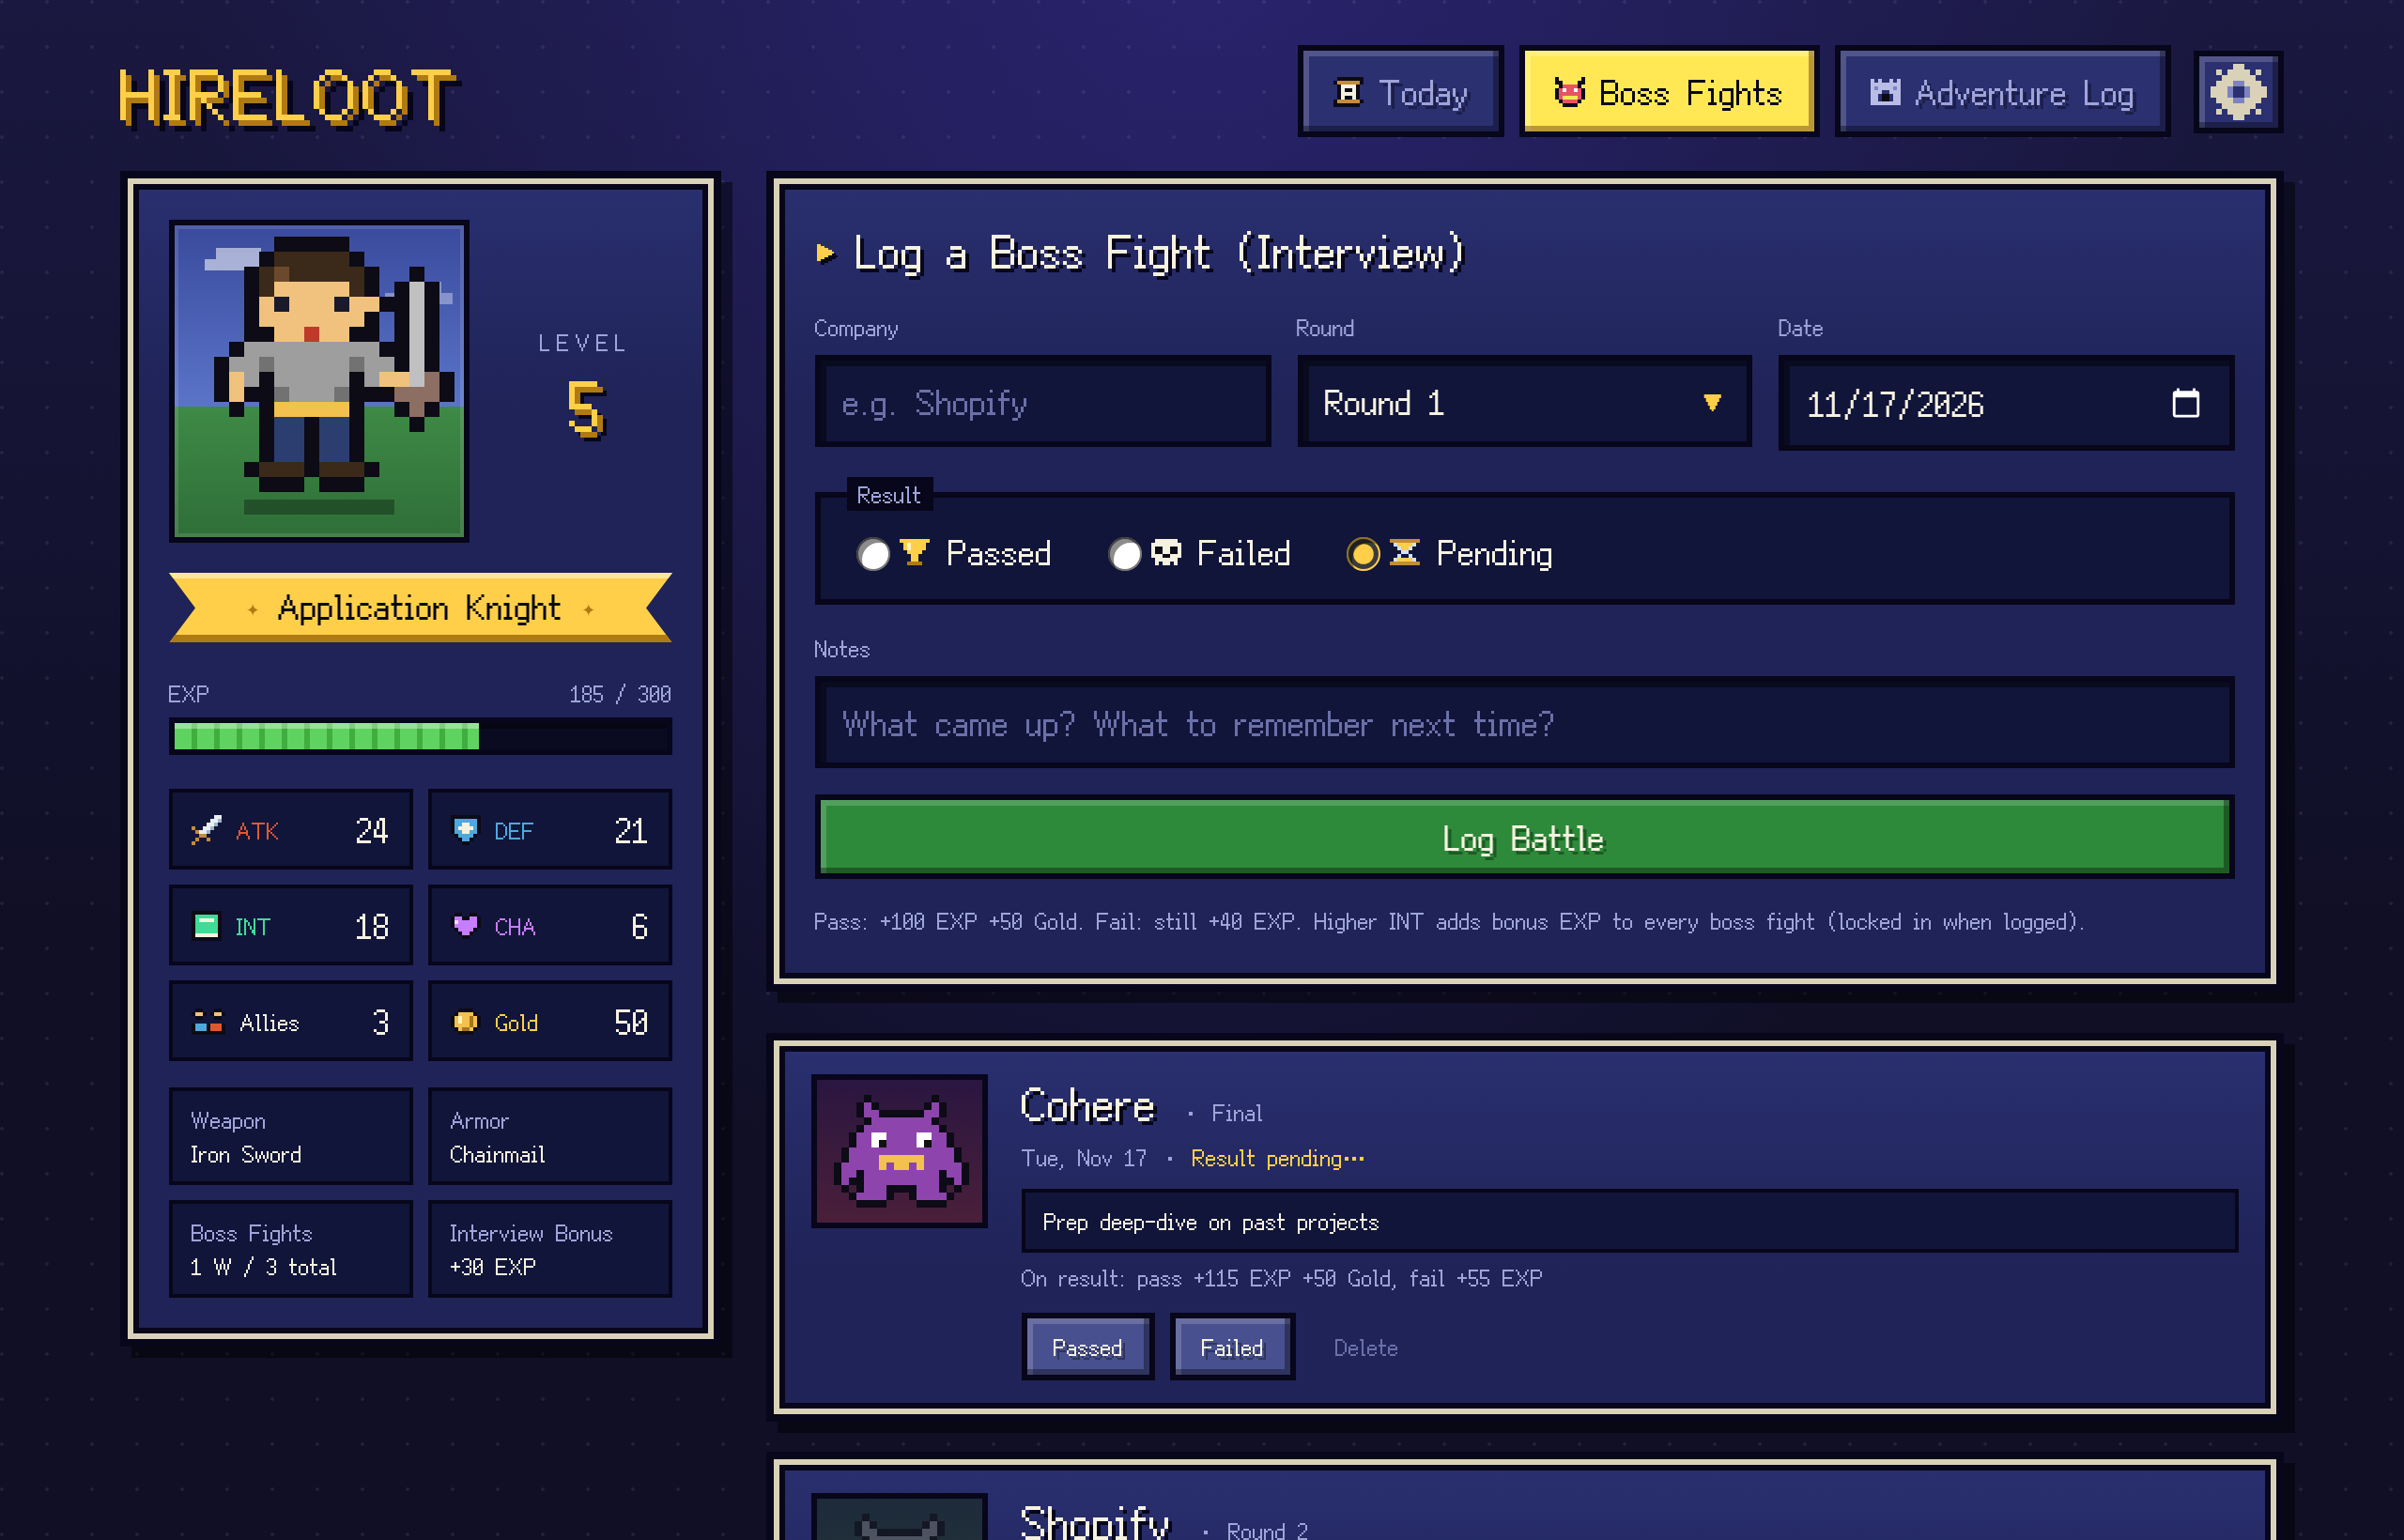 HIRELOOT
Today
Boss Fights
Adventure Log
LEVEL
5
Application Knight
EXP 185 / 300
ATK 24
DEF 21
INT 18
CHA 6
Allies 3
Gold 50
Weapon
Iron Sword
Armor
Chainmail
Boss Fights
1 W / 3 total
Interview Bonus
+30 EXP
Log a Boss Fight (Interview)
Company
e.g. Shopify
Round
Round 1
Date
11/17/2026
Result
Passed
Failed
Pending
Notes
What came up? What to remember next time?
Log Battle
Pass: +100 EXP +50 Gold. Fail: still +40 EXP. Higher INT adds bonus EXP to every boss fight (locked in when logged).
Cohere · Final
Tue, Nov 17 · Result pending…
Prep deep-dive on past projects
On result: pass +115 EXP +50 Gold, fail +55 EXP
Passed
Failed
Delete
Shopify · Round 2